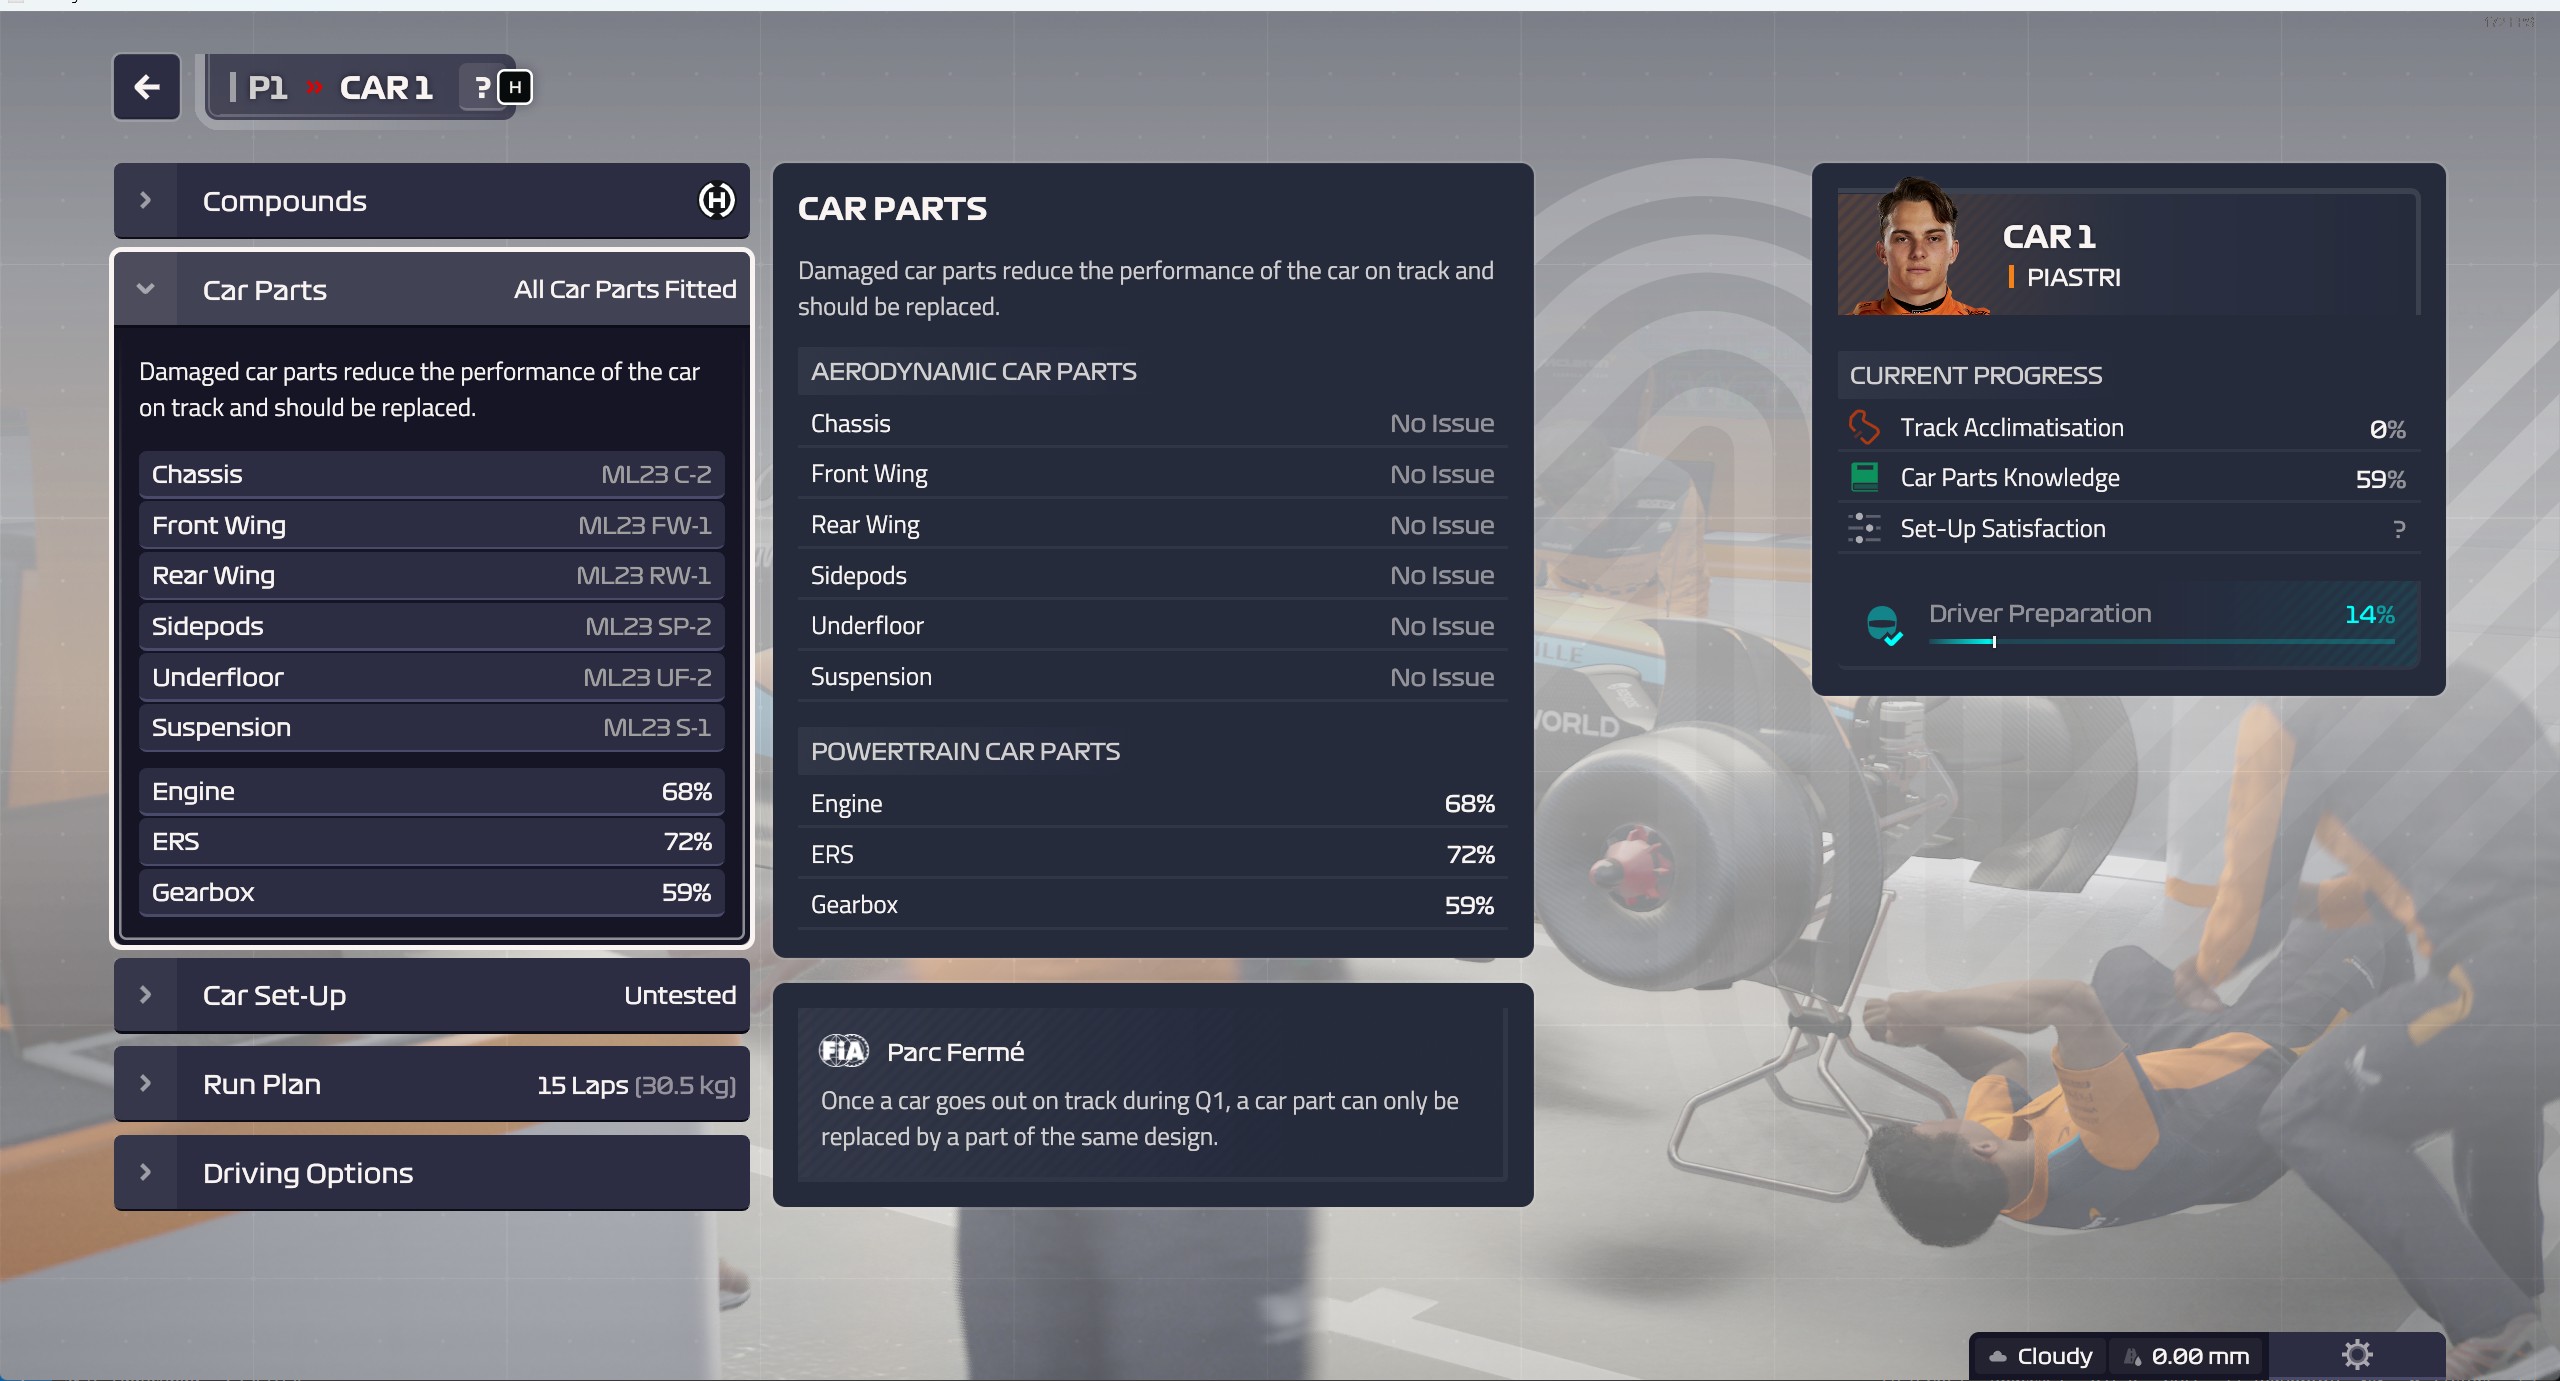 P1 » CAR 1 ? H
Compounds H
Car Parts All Car Parts Fitted
Damaged car parts reduce the performance of the car
on track and should be replaced.
Chassis ML23 C-2
Front Wing ML23 FW-1
Rear Wing ML23 RW-1
Sidepods ML23 SP-2
Underfloor ML23 UF-2
Suspension ML23 S-1
Engine 68%
ERS 72%
Gearbox 59%
Car Set-Up Untested
Run Plan 15 Laps (30.5 kg)
Driving Options
CAR PARTS
Damaged car parts reduce the performance of the car on track and
should be replaced.
AERODYNAMIC CAR PARTS
Chassis No Issue
Front Wing No Issue
Rear Wing No Issue
Sidepods No Issue
Underfloor No Issue
Suspension No Issue
POWERTRAIN CAR PARTS
Engine 68%
ERS 72%
Gearbox 59%
FiA Parc Fermé
Once a car goes out on track during Q1, a car part can only be
replaced by a part of the same design.
CAR 1
PIASTRI
CURRENT PROGRESS
Track Acclimatisation 0%
Car Parts Knowledge 59%
Set-Up Satisfaction ?
Driver Preparation 14%
WORLD
Cloudy 0.00 mm